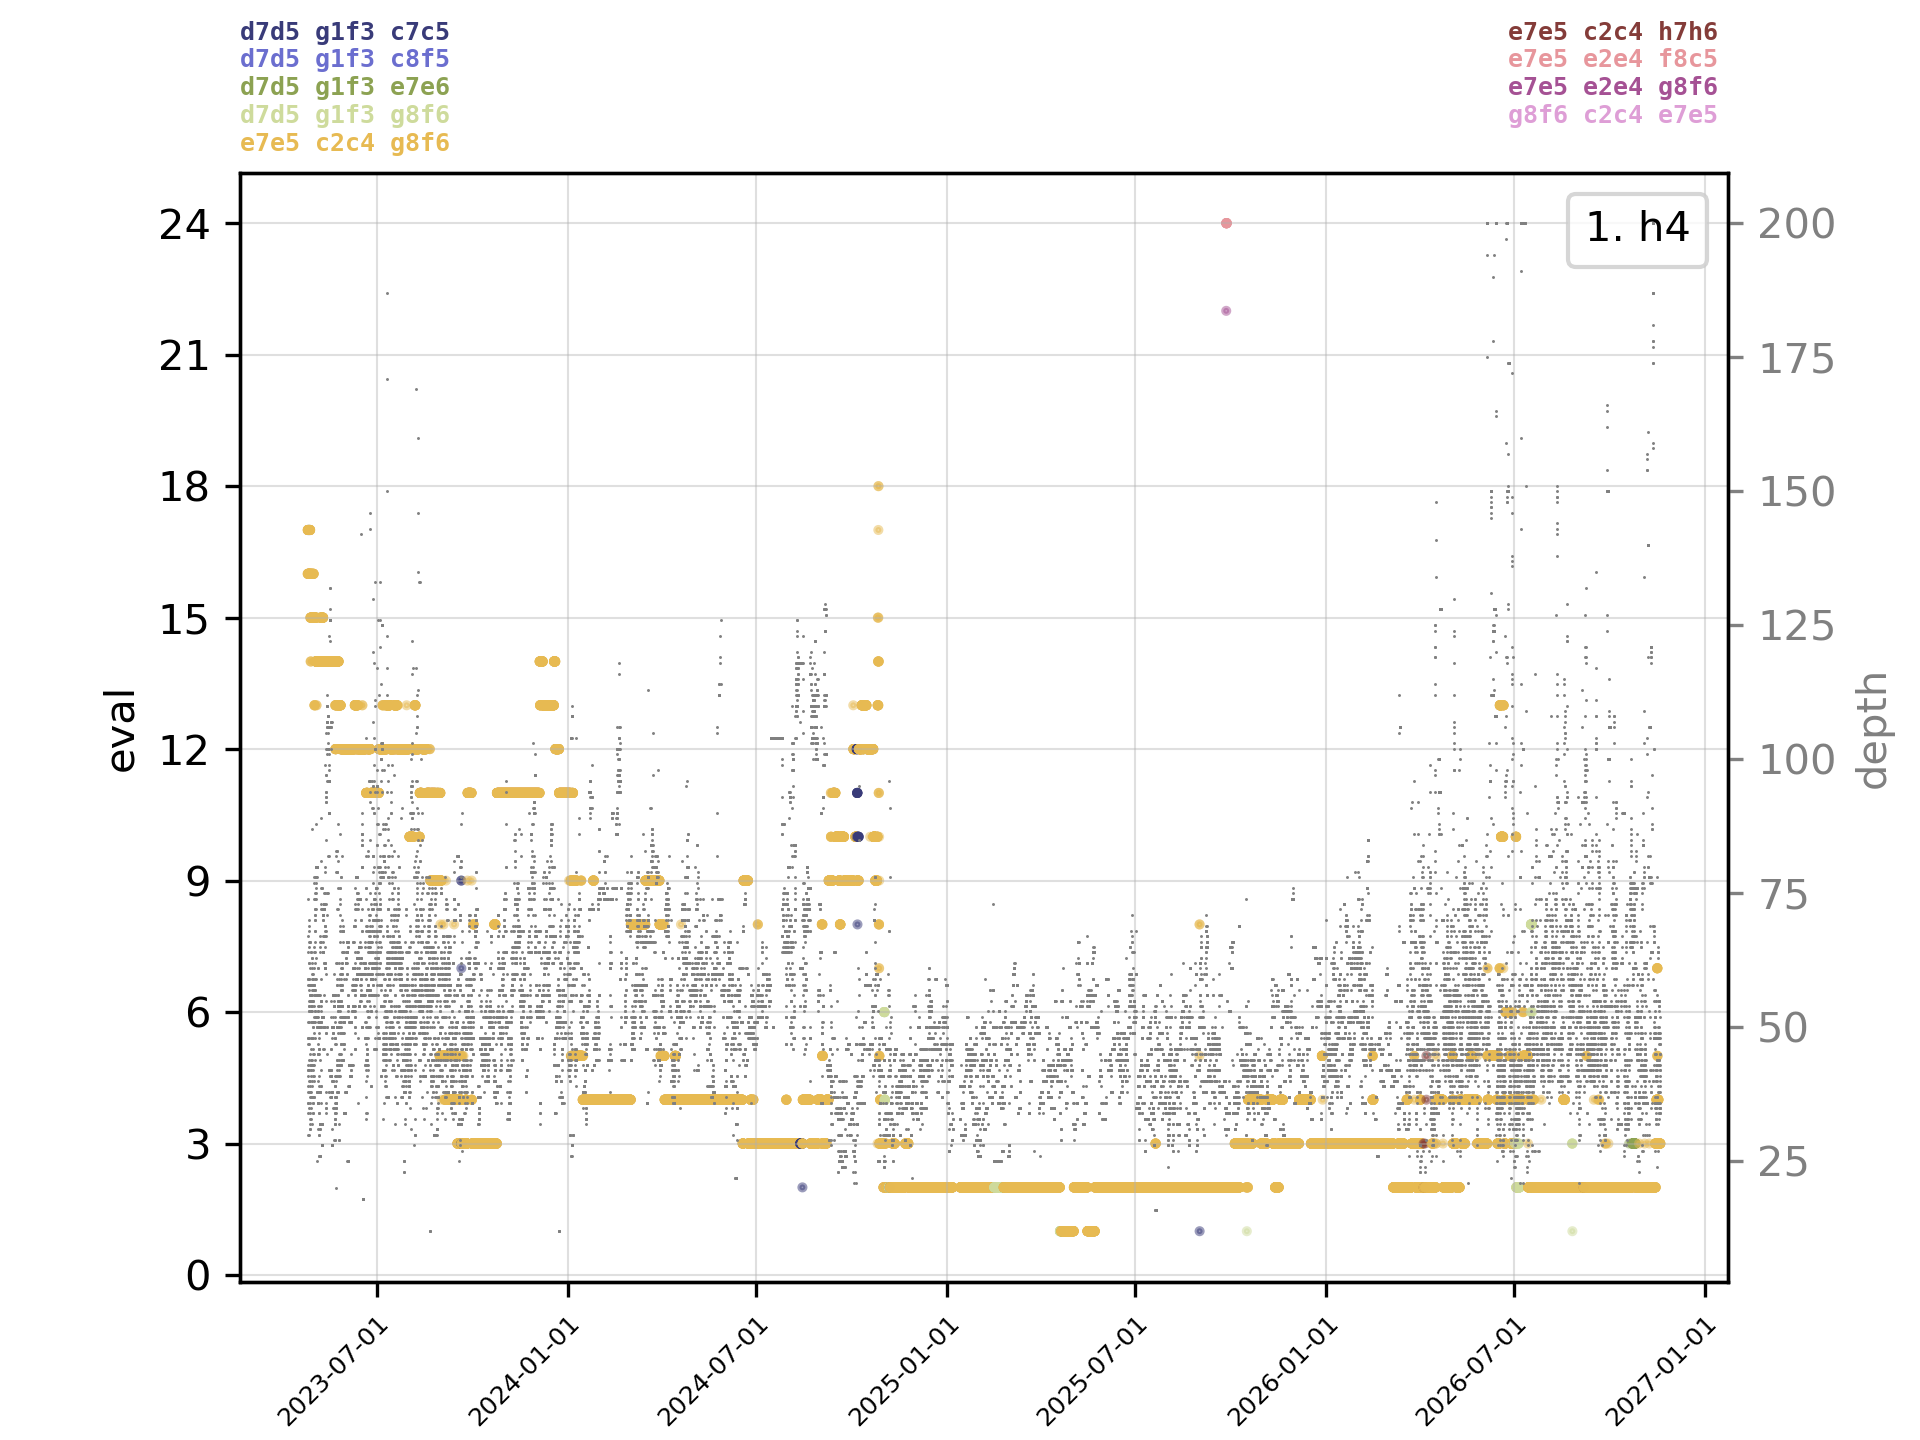 d7d5 g1f3 c7c5
d7d5 g1f3 c8f5
d7d5 g1f3 e7e6
d7d5 g1f3 g8f6
e7e5 c2c4 g8f6
e7e5 c2c4 h7h6
e7e5 e2e4 f8c5
e7e5 e2e4 g8f6
g8f6 c2c4 e7e5
1. h4
eval
24
21
18
15
12
9
6
3
0
200
175
150
125
100
75
50
25
depth
2023-07-01
2024-01-01
2024-07-01
2025-01-01
2025-07-01
2026-01-01
2026-07-01
2027-01-01